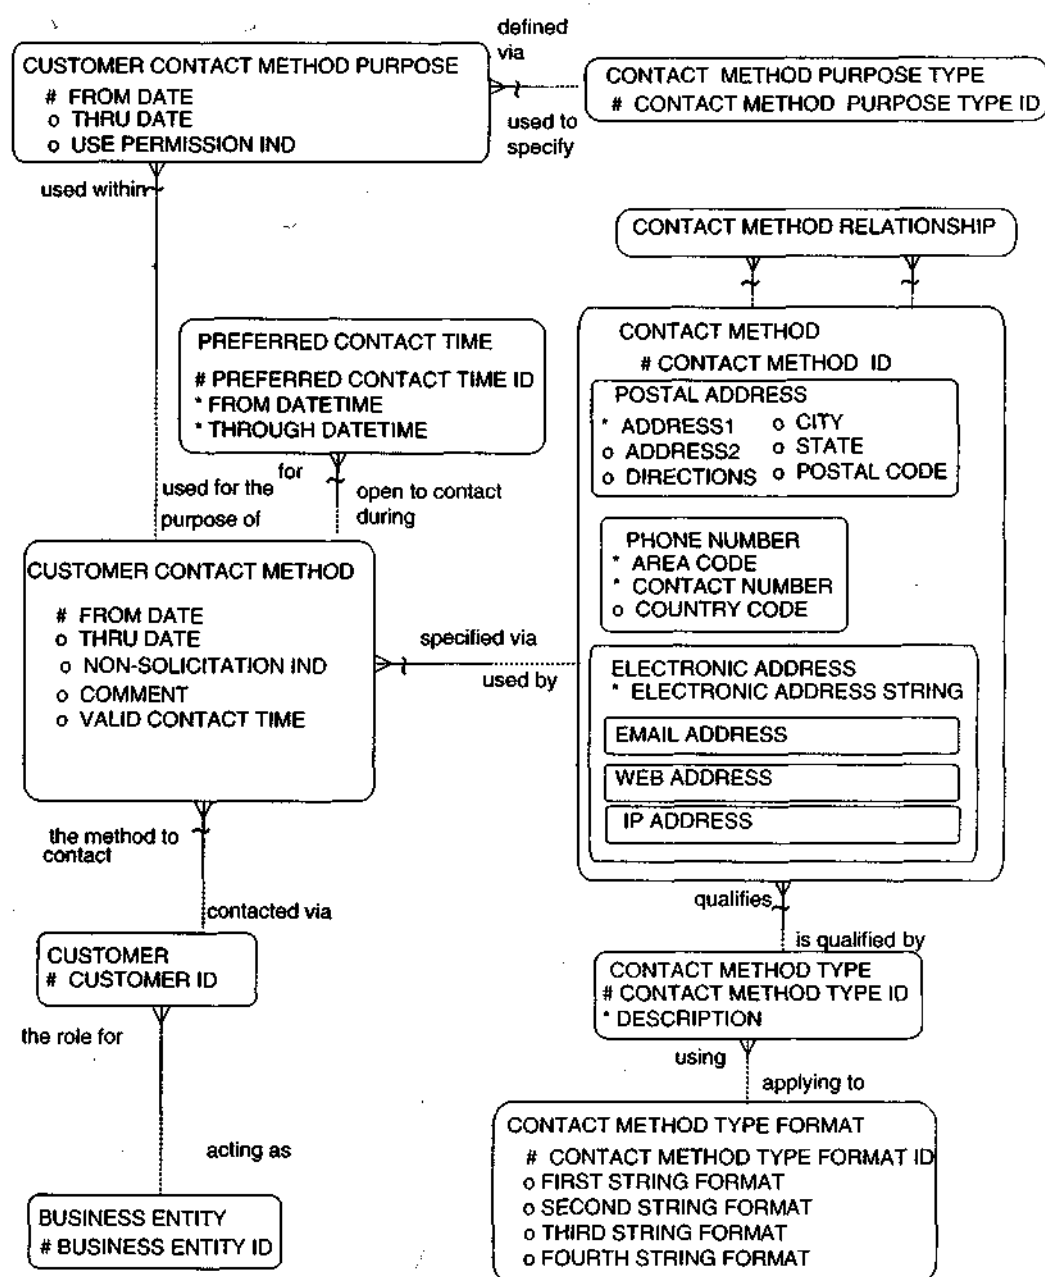 defined
via
CUSTOMER CONTACT METHOD PURPOSE
# FROM DATE
o THRU DATE
o USE PERMISSION IND
CONTACT METHOD PURPOSE TYPE
# CONTACT METHOD PURPOSE TYPE ID
used to
specify
used within
CONTACT METHOD RELATIONSHIP
PREFERRED CONTACT TIME
# PREFERRED CONTACT TIME ID
* FROM DATETIME
* THROUGH DATETIME
for
open to contact
during
used for the
purpose of
CONTACT METHOD
# CONTACT METHOD ID
POSTAL ADDRESS
* ADDRESS1
o ADDRESS2
o DIRECTIONS
o CITY
o STATE
o POSTAL CODE
PHONE NUMBER
* AREA CODE
* CONTACT NUMBER
o COUNTRY CODE
ELECTRONIC ADDRESS
* ELECTRONIC ADDRESS STRING
EMAIL ADDRESS
WEB ADDRESS
IP ADDRESS
CUSTOMER CONTACT METHOD
# FROM DATE
o THRU DATE
o NON-SOLICITATION IND
o COMMENT
o VALID CONTACT TIME
specified via
used by
the method to
contact
contacted via
qualifies
is qualified by
CUSTOMER
# CUSTOMER ID
CONTACT METHOD TYPE
# CONTACT METHOD TYPE ID
* DESCRIPTION
the role for
using
applying to
acting as
CONTACT METHOD TYPE FORMAT
# CONTACT METHOD TYPE FORMAT ID
o FIRST STRING FORMAT
o SECOND STRING FORMAT
o THIRD STRING FORMAT
o FOURTH STRING FORMAT
BUSINESS ENTITY
# BUSINESS ENTITY ID